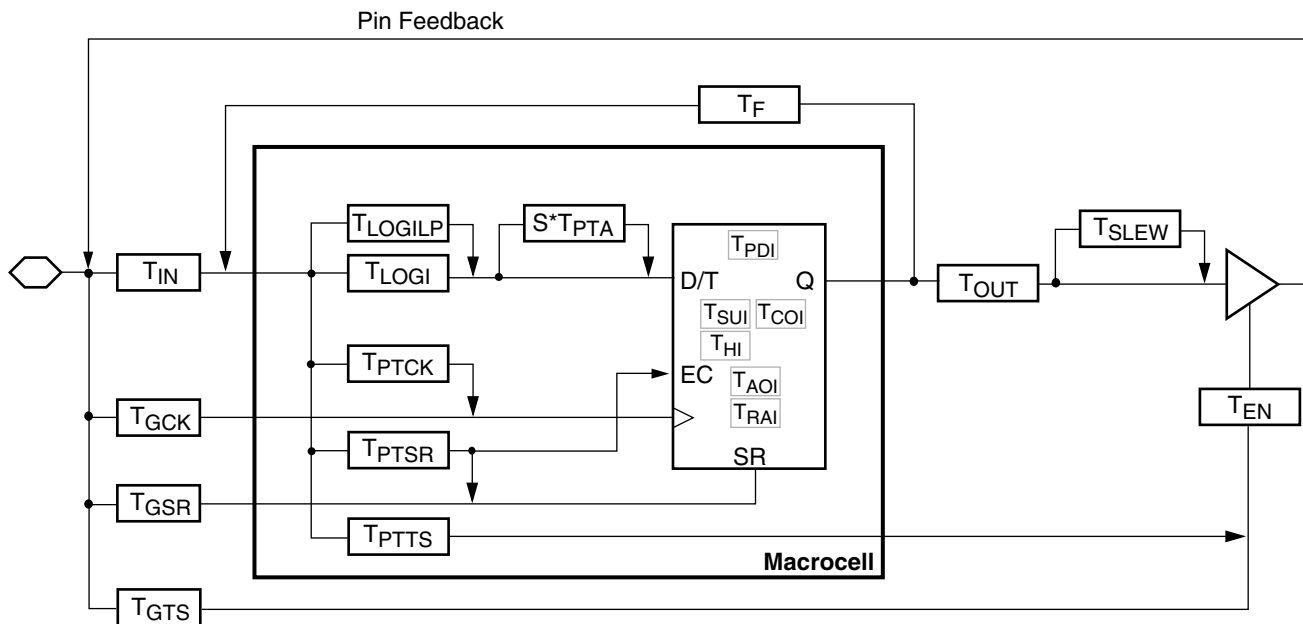 Pin Feedback
TF
TLOGILP
S*TPTA
TSLEW
TPDI
TIN
TLOGI
D/T
Q
TOUT
TSUI
TCOI
THI
TPTCK
EC
TAOI
TGCK
TRAI
TEN
TPTSR
SR
TGSR
TPTTS
Macrocell
TGTS